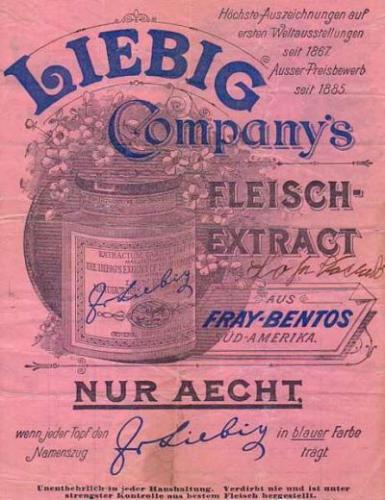 Höchste Auszeichnungen auf
ersten Weltausstellungen
seit 1867.
Ausser Preisbewerb
seit 1885.
LIEBIG
Company's
FLEISCH-
EXTRACT
AUS
FRAY-BENTOS
SÜD-AMERIKA.
EXTRACTUM
J v Liebig
NUR AECHT,
wenn jeder Topf den
Namenszug
J v Liebig
in blauer Farbe
trägt.
Unentbehrlich in jeder Haushaltung. Verdirbt nie und ist unter
strengster Kontrolle aus bestem Fleisch hergestellt.